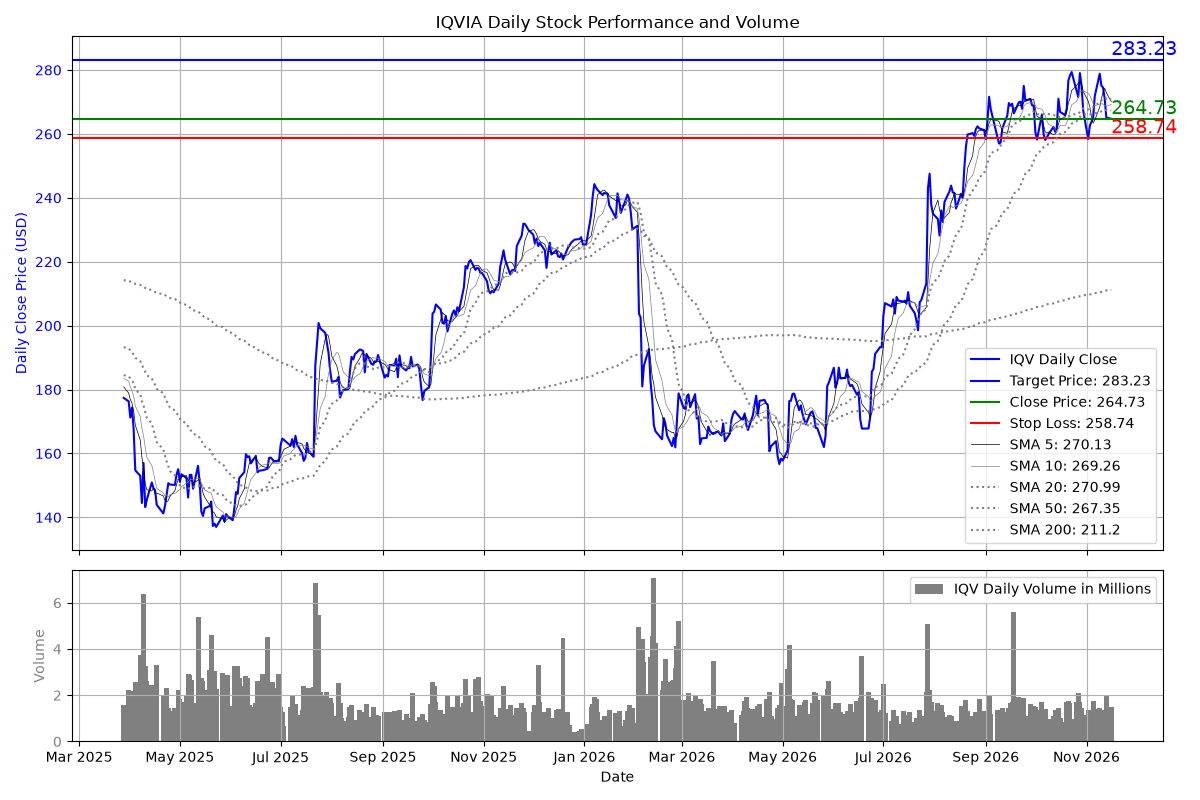 IQVIA Daily Stock Performance and Volume
283.23
280
264.73
260
258.74
240
220
200
180
160
140
Daily Close Price (USD)
IQV Daily Close
Target Price: 283.23
Close Price: 264.73
Stop Loss: 258.74
SMA 5: 270.13
SMA 10: 269.26
SMA 20: 270.99
SMA 50: 267.35
SMA 200: 211.2
IQV Daily Volume in Millions
6
4
2
0
Volume
Mar 2025 May 2025 Jul 2025 Sep 2025 Nov 2025 Jan 2026 Mar 2026 May 2026 Jul 2026 Sep 2026 Nov 2026
Date